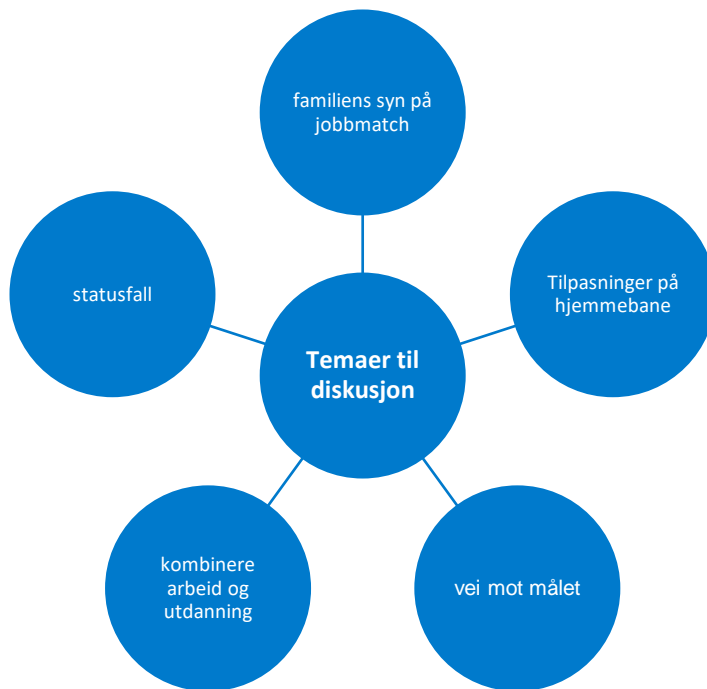 familiens syn på
jobbmatch
statusfall
Tilpasninger på
hjemmebane
Temaer til
diskusjon
kombinere
arbeid og
utdanning
vei mot målet